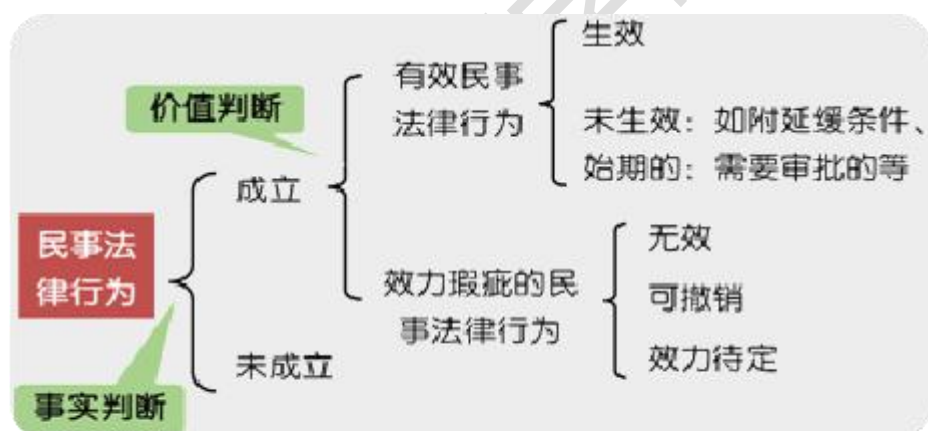 生效
有效民事
法律行为
价值判断
未生效：如附延缓条件、
始期的；需要审批的等
成立
民事法
律行为
无效
效力瑕疵的民
事法律行为
可撤销
效力待定
未成立
事实判断